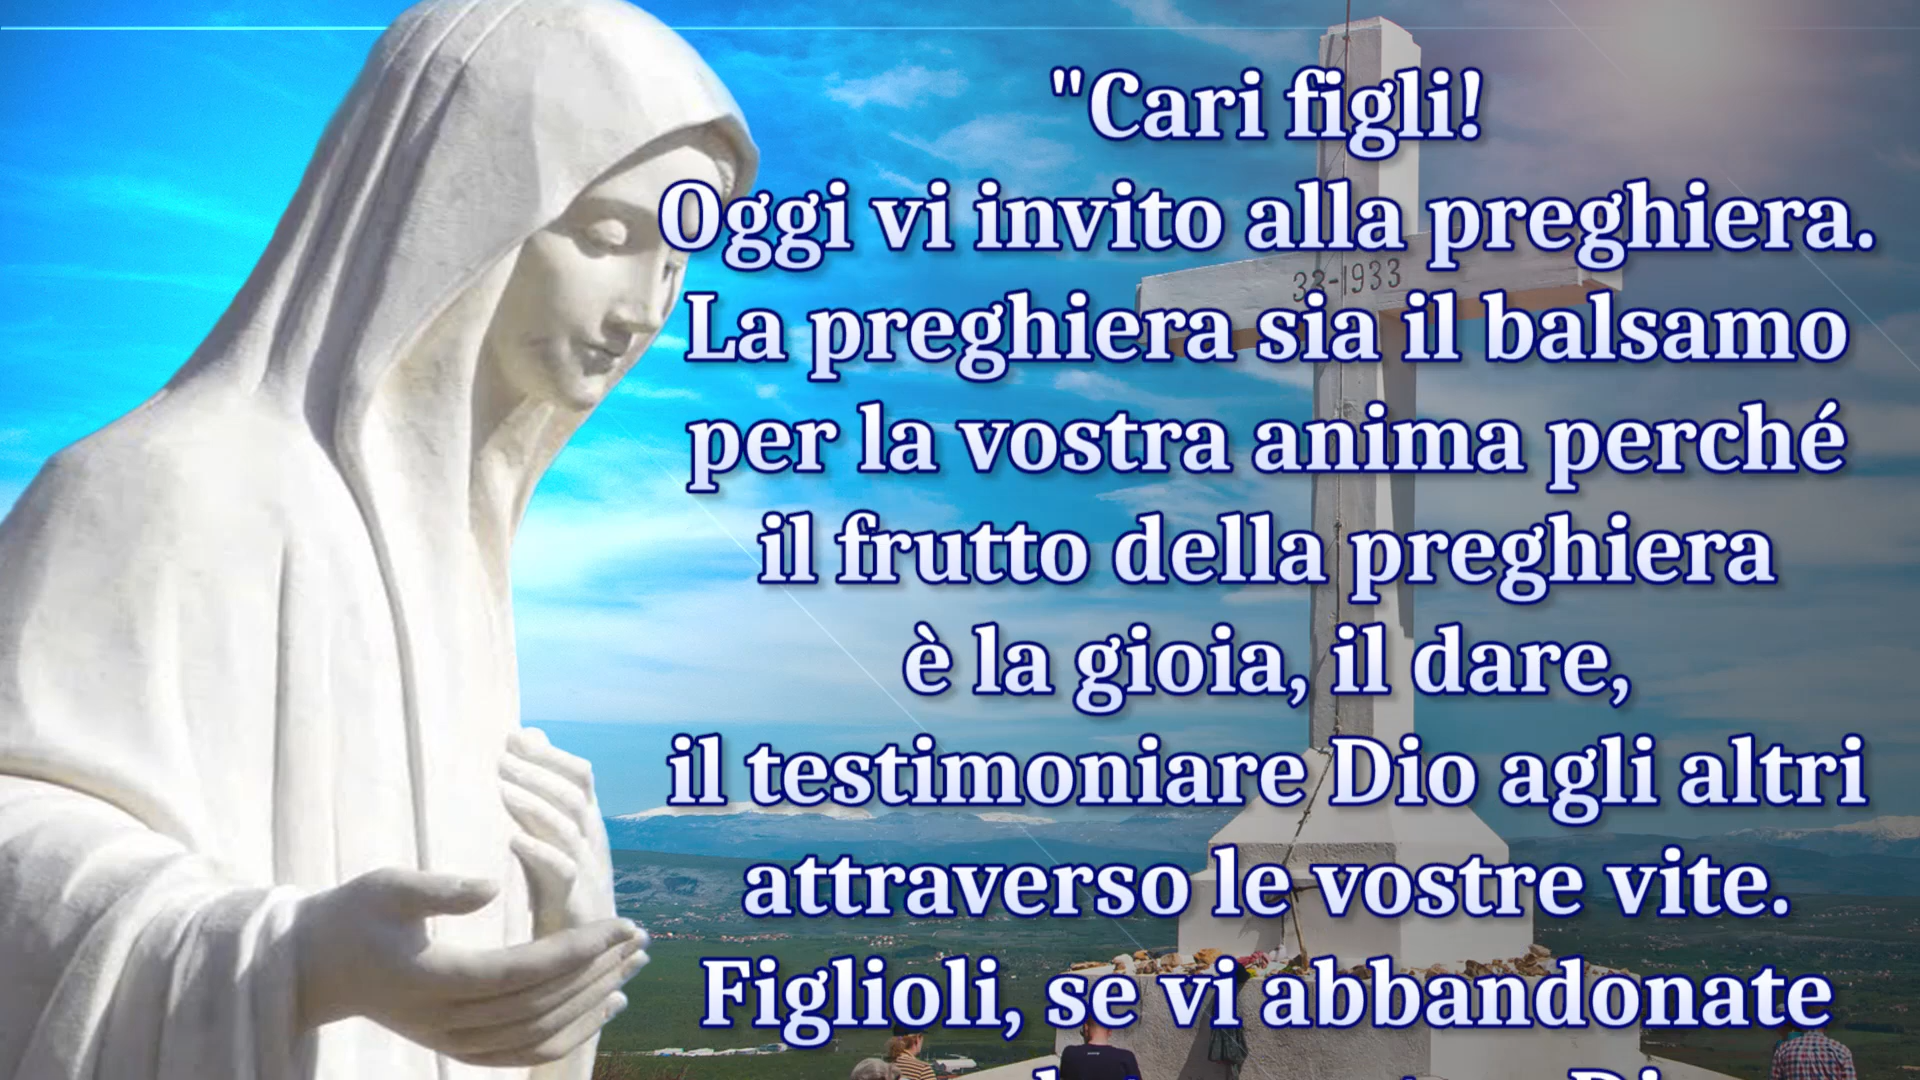 "Cari figli!
Oggi vi invito alla preghiera.
33-1933
La preghiera sia il balsamo
per la vostra anima perché
il frutto della preghiera
è la gioia, il dare,
il testimoniare Dio agli altri
attraverso le vostre vite.
Figlioli, se vi abbandonate